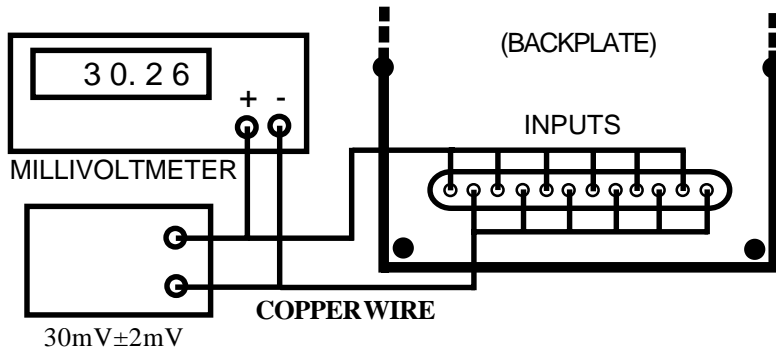 30.26
+ -
MILLIVOLTMETER
(BACKPLATE)
INPUTS
COPPER WIRE
30mV±2mV